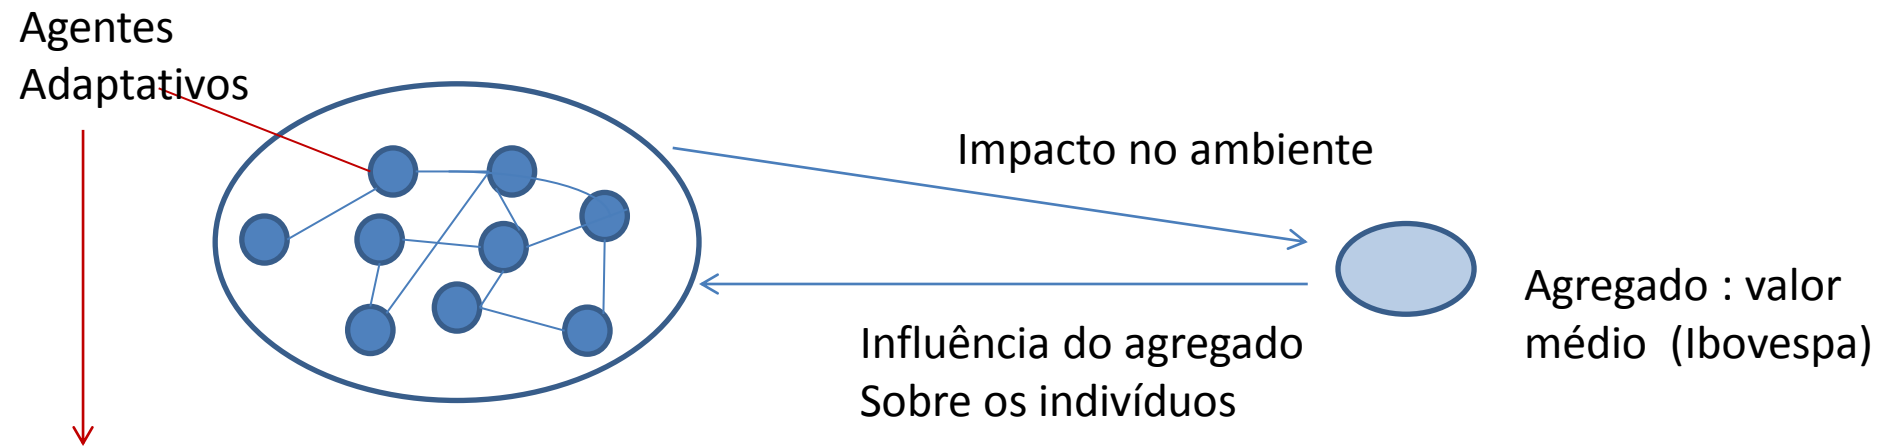 Agentes
Adaptativos
Impacto no ambiente
Agregado : valor
médio (Ibovespa)
Influência do agregado
Sobre os indivíduos